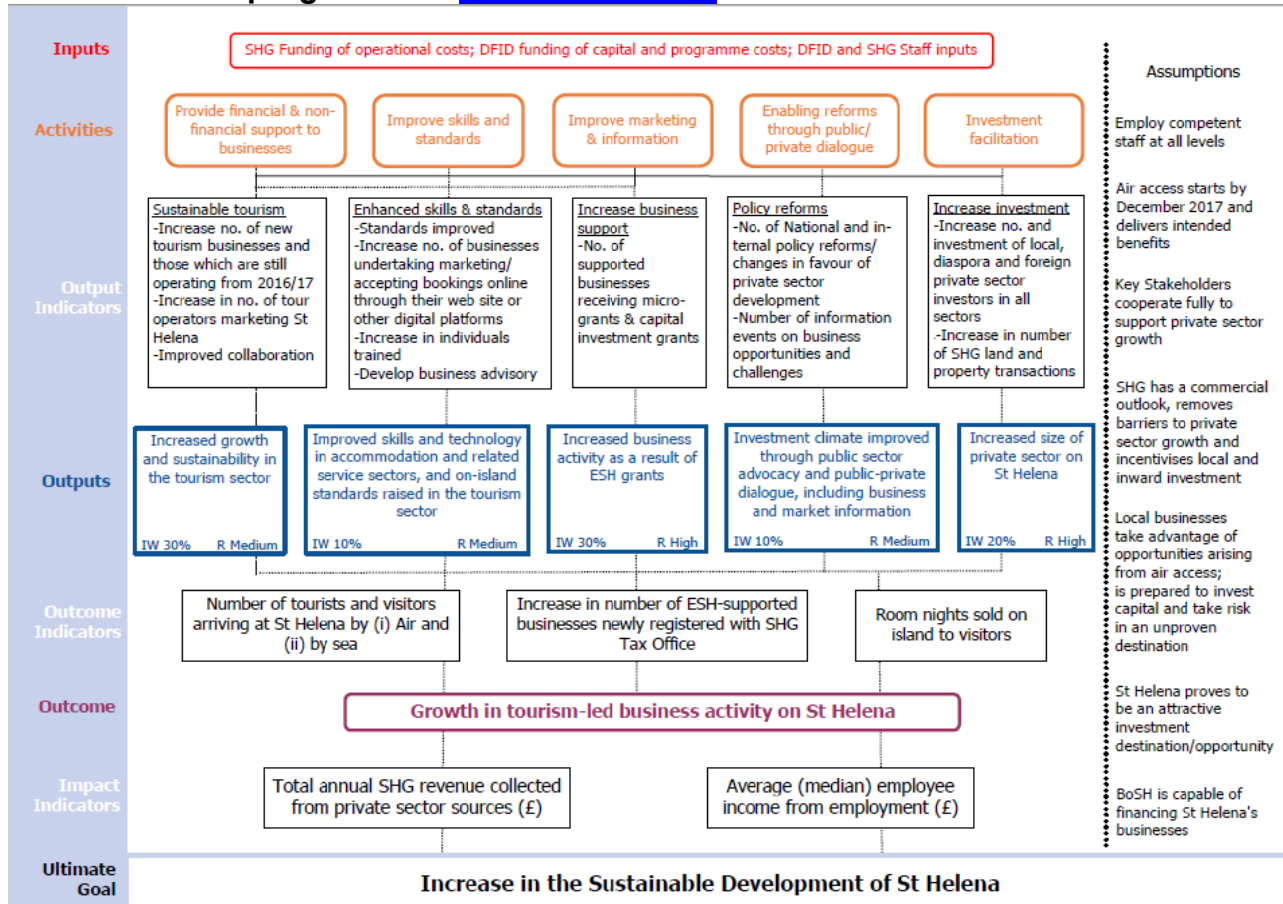 Inputs
SHG Funding of operational costs; DFID funding of capital and programme costs; DFID and SHG Staff inputs
Activities
Provide financial & non-
financial support to
businesses
Improve skills and
standards
Improve marketing
& information
Enabling reforms
through public/
private dialogue
Investment
facilitation
Output
Indicators
Sustainable tourism
-Increase no. of new
tourism businesses and
those which are still
operating from 2016/17
-Increase in no. of tour
operators marketing St
Helena
-Improved collaboration
Enhanced skills & standards
-Standards improved
-Increase no. of businesses
undertaking marketing/
accepting bookings online
through their web site or
other digital platforms
-Increase in individuals
trained
-Develop business advisory
Increase business
support
-No. of
supported
businesses
receiving micro-
grants & capital
investment grants
Policy reforms
-No. of National and in-
ternal policy reforms/
changes in favour of
private sector
development
-Number of information
events on business
opportunities and
challenges
Increase investment
-Increase no. and
investment of local,
diaspora and foreign
private sector
investors in all
sectors
-Increase in number
of SHG land and
property transactions
Outputs
Increased growth
and sustainability in
the tourism sector
IW 30% R Medium
Improved skills and technology
in accommodation and related
service sectors, and on-island
standards raised in the tourism
sector
IW 10% R Medium
Increased business
activity as a result of
ESH grants
IW 30% R High
Investment climate improved
through public sector
advocacy and public-private
dialogue, including business
and market information
IW 10% R Medium
Increased size of
private sector on
St Helena
IW 20% R High
Outcome
Indicators
Number of tourists and visitors
arriving at St Helena by (i) Air and
(ii) by sea
Increase in number of ESH-supported
businesses newly registered with SHG
Tax Office
Room nights sold on
island to visitors
Outcome
Growth in tourism-led business activity on St Helena
Impact
Indicators
Total annual SHG revenue collected
from private sector sources (£)
Average (median) employee
income from employment (£)
Ultimate
Goal
Increase in the Sustainable Development of St Helena
Assumptions
Employ competent
staff at all levels
Air access starts by
December 2017 and
delivers intended
benefits
Key Stakeholders
cooperate fully to
support private sector
growth
SHG has a commercial
outlook, removes
barriers to private
sector growth and
incentivises local and
inward investment
Local businesses
take advantage of
opportunities arising
from air access;
is prepared to invest
capital and take risk
in an unproven
destination
St Helena proves to
be an attractive
investment
destination/opportunity
BoSH is capable of
financing St Helena's
businesses